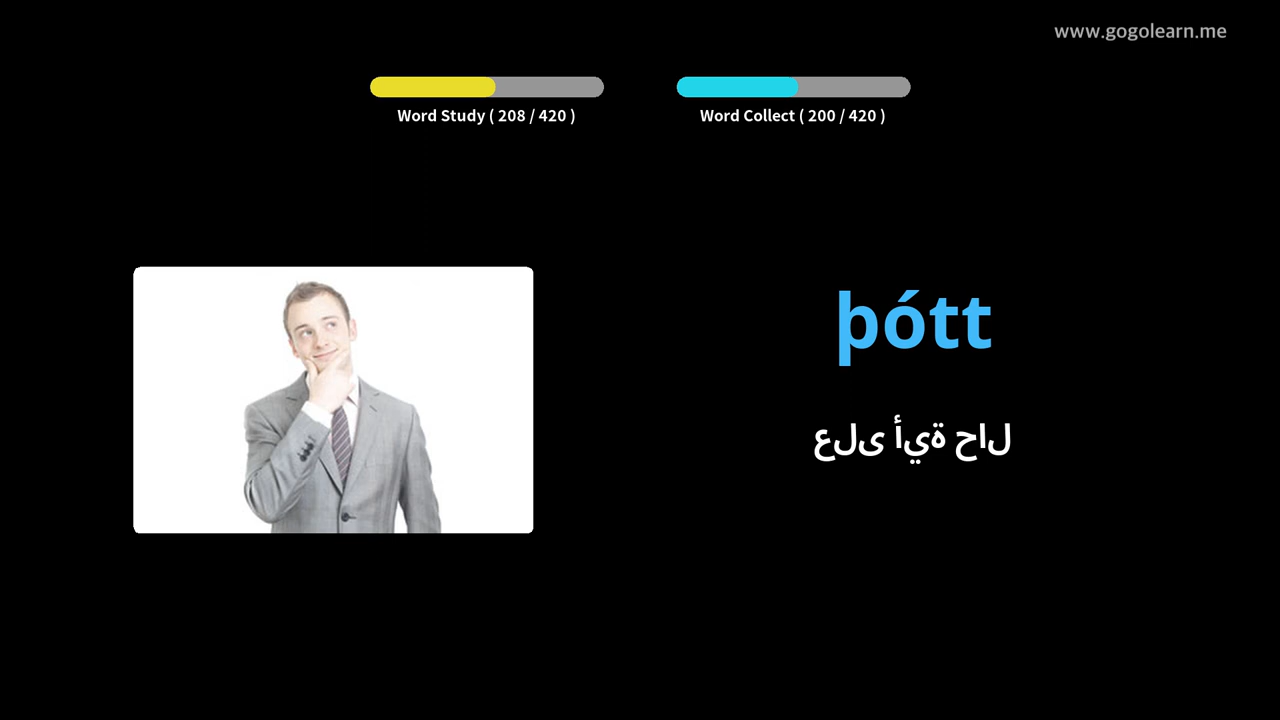 www.gogolearn.me
Word Study ( 208 / 420 )
Word Collect ( 200 / 420 )
þótt
على أية حال